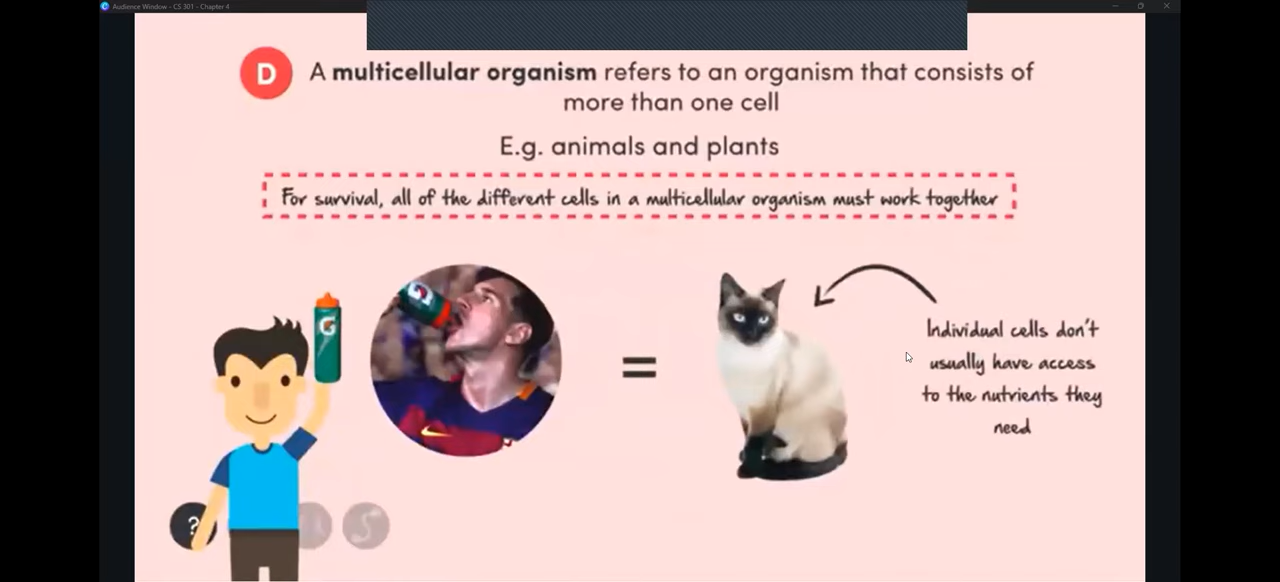 Audience Window - CS 301 - Chapter 4
D
A multicellular organism refers to an organism that consists of
more than one cell
E.g. animals and plants
For survival, all of the different cells in a multicellular organism must work together
G
=
Individual cells don't
usually have access
to the nutrients they
need
?
S